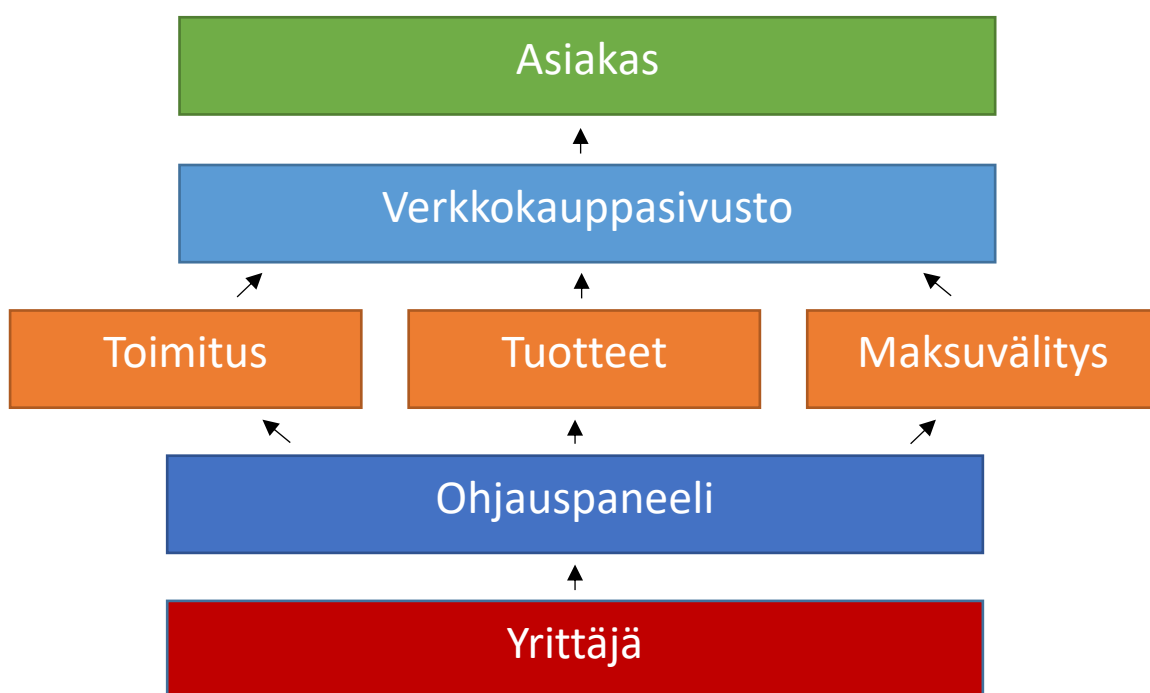 Asiakas
Verkkokauppasivusto
Toimitus
Tuotteet
Maksuvälitys
Ohjauspaneeli
Yrittäjä